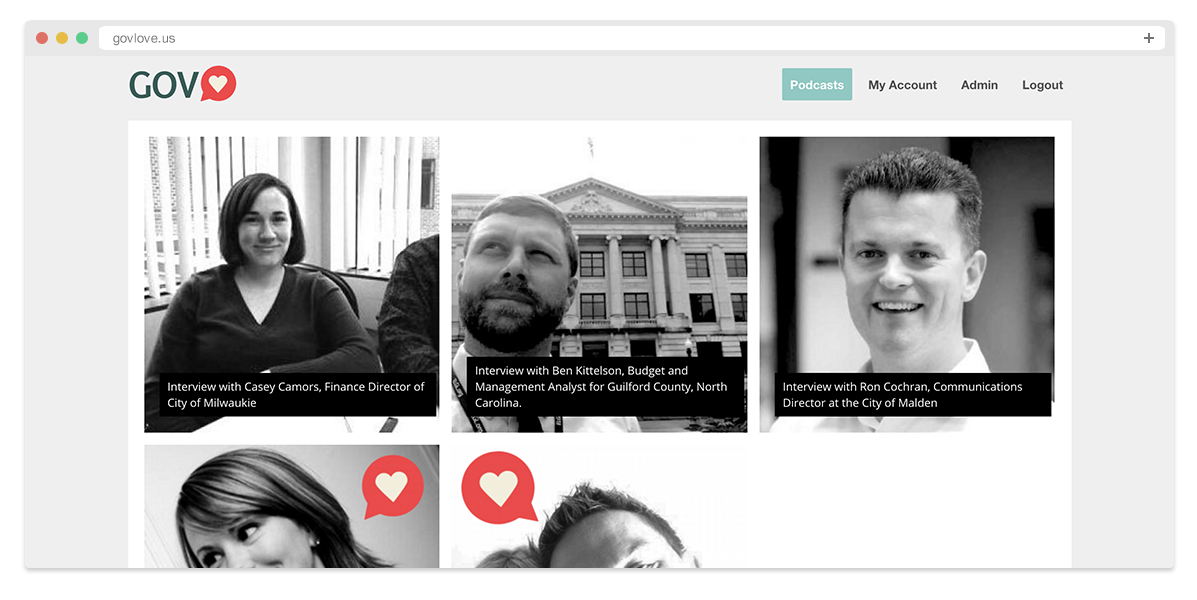 govlove.us
GOV
Podcasts My Account Admin Logout
Interview with Casey Camors, Finance Director of
City of Milwaukie
Interview with Ben Kittelson, Budget and
Management Analyst for Guilford County, North
Carolina.
Interview with Ron Cochran, Communications
Director at the City of Malden